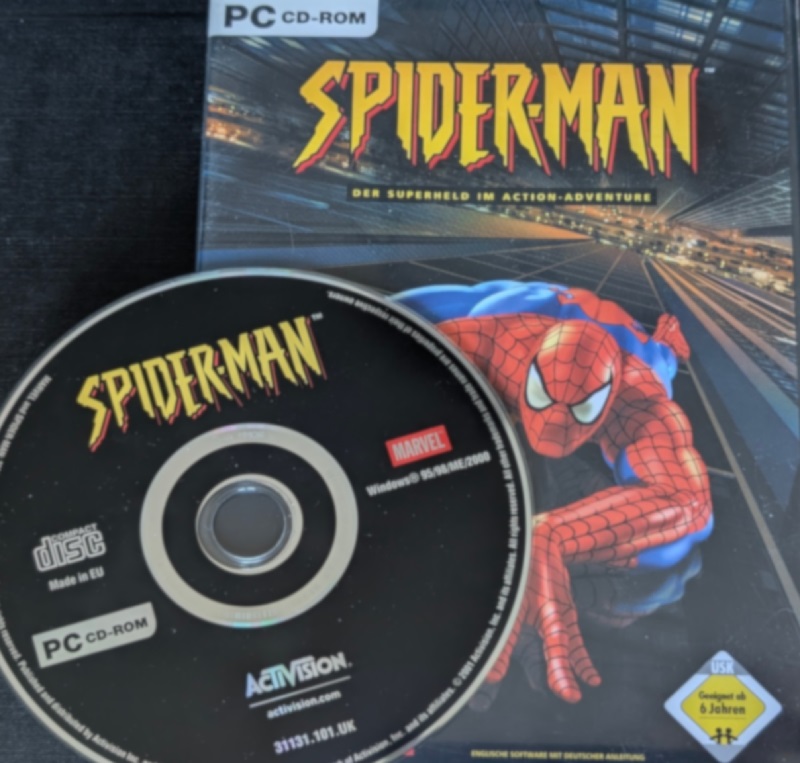 PC CD-ROM
SPIDER-MAN
DER SUPERHELD IM ACTION-ADVENTURE
SPIDER-MAN™
MARVEL
Windows® 95/98/ME/2000
COMPACT
disc
Made in EU
PC CD-ROM
ACTIVISION.
activision.com
31131.101.UK
USK
Geeignet ab
6 Jahren
ENGLISCHE SOFTWARE MIT DEUTSCHER ANLEITUNG